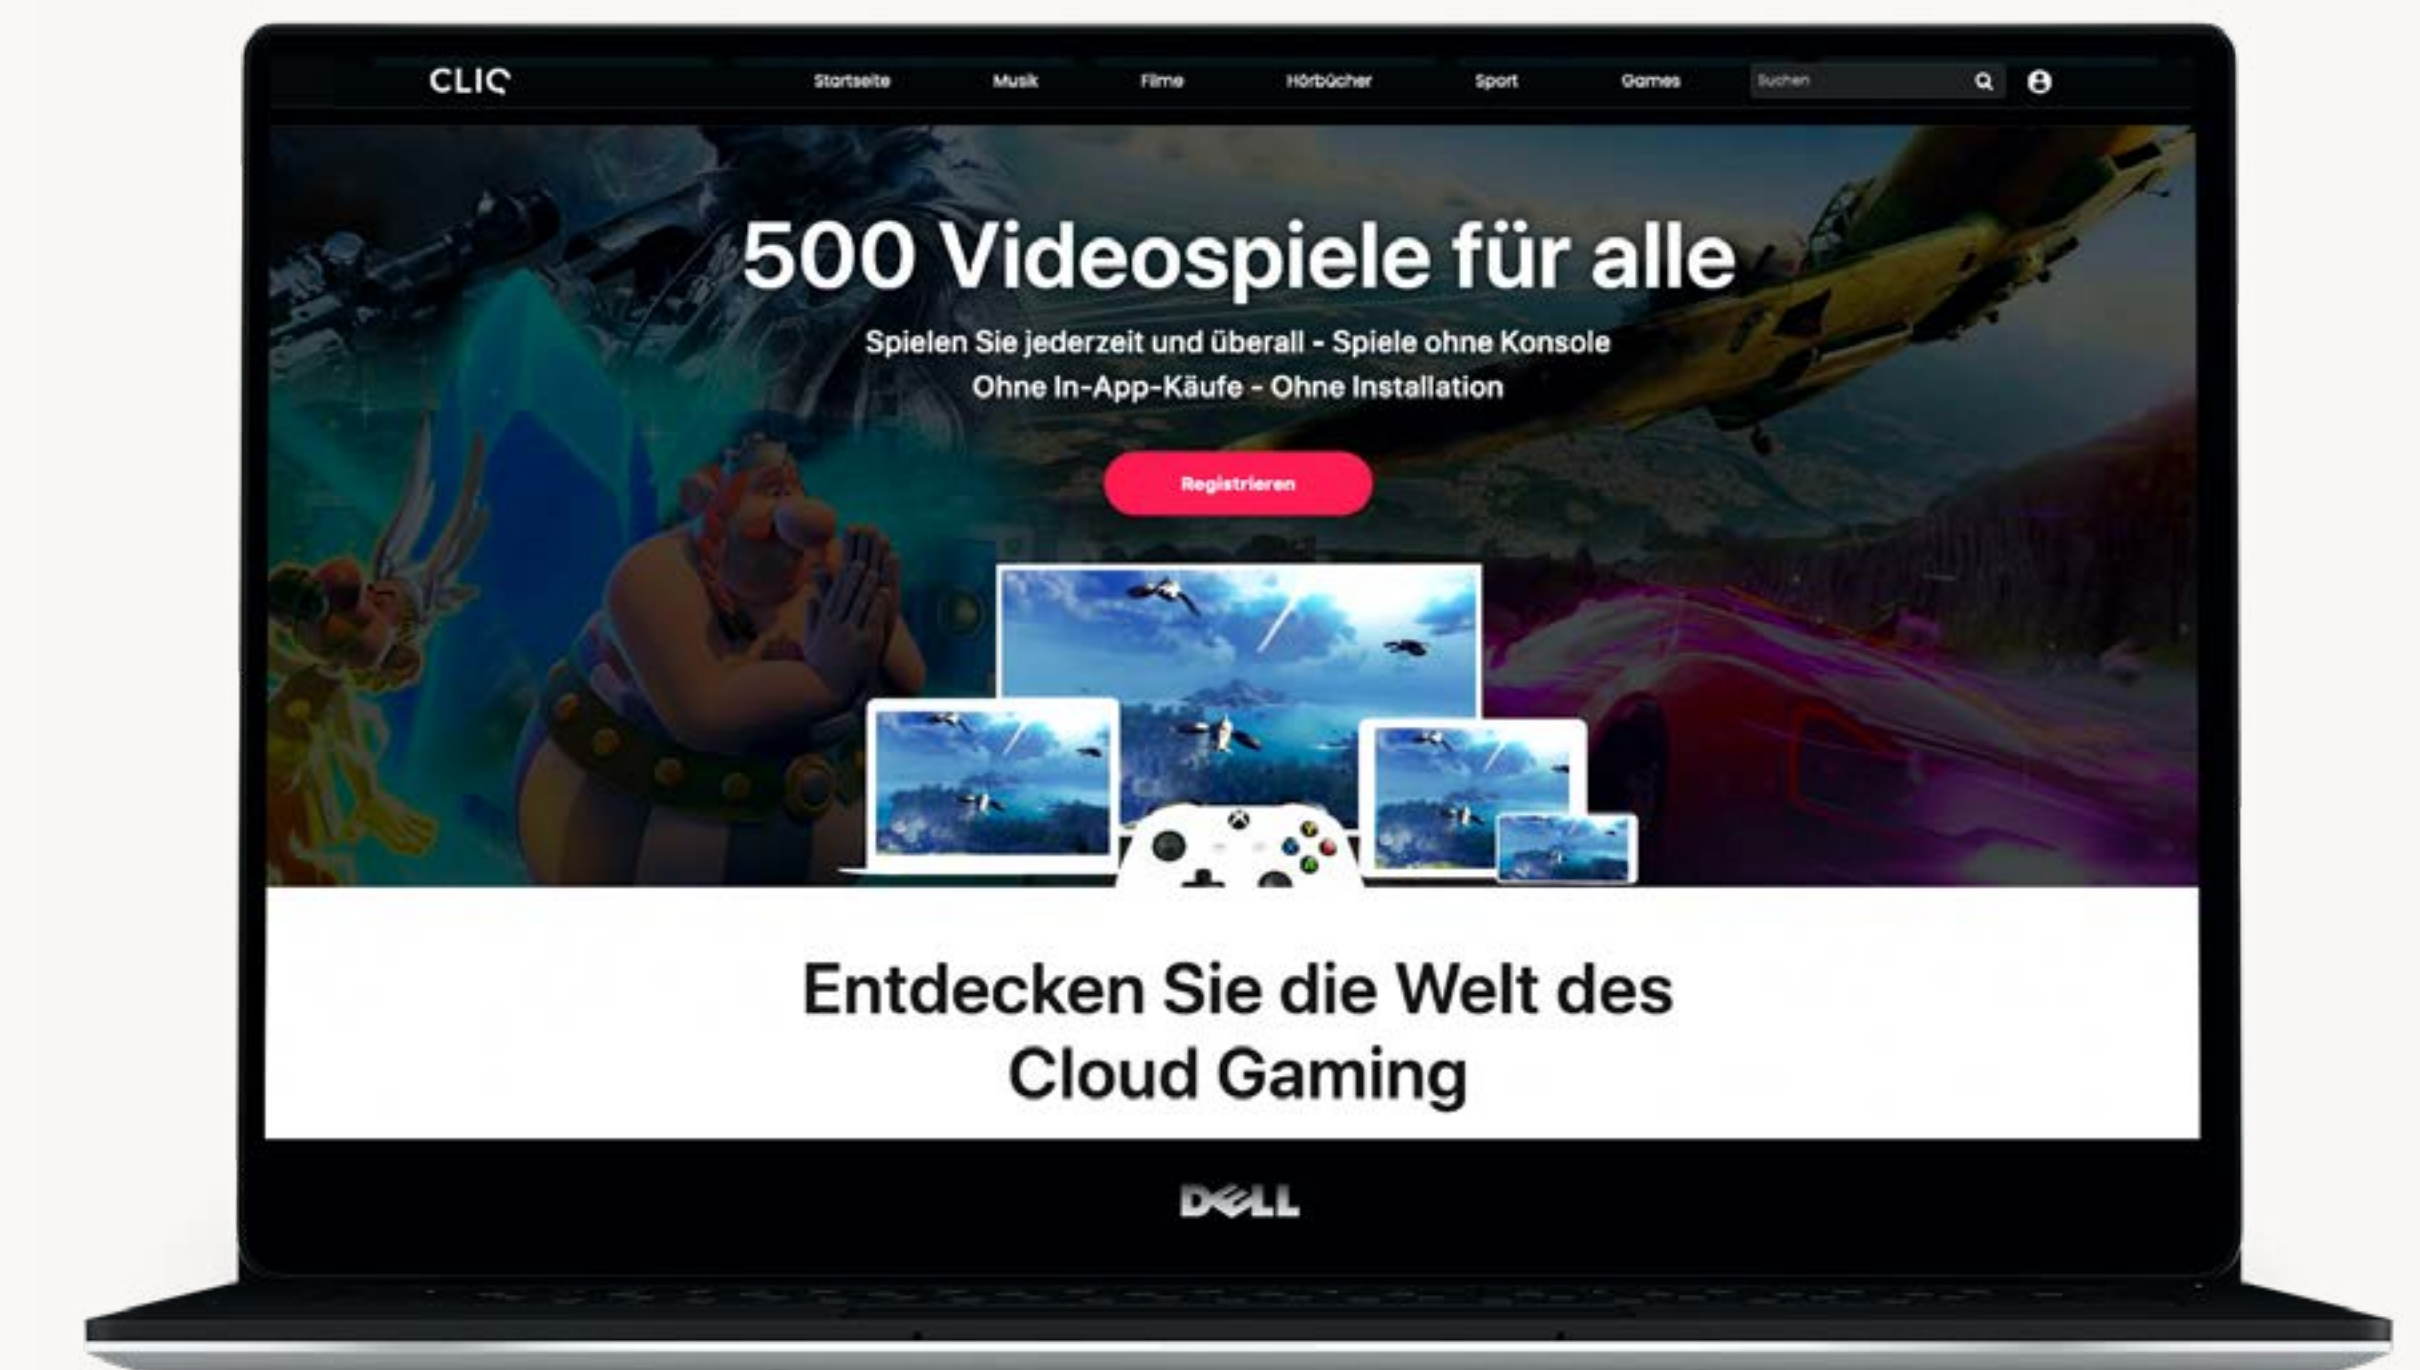 CLIQ
Startseite Musik Filme Hörbücher Sport Games Suchen
500 Videospiele für alle
Spielen Sie jederzeit und überall - Spiele ohne Konsole
Ohne In-App-Käufe - Ohne Installation
Registrieren
Entdecken Sie die Welt des
Cloud Gaming
DELL